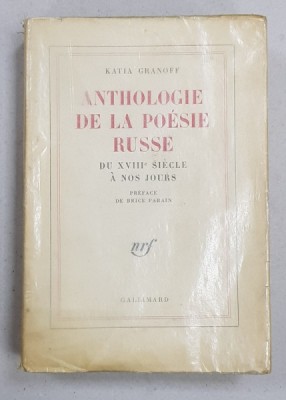 KATIA GRANOFF
ANTHOLOGIE
DE LA POÉSIE
RUSSE
DU XVIIIᵉ SIÈCLE
À NOS JOURS
PRÉFACE
DE BRICE PARAIN
nrf
GALLIMARD